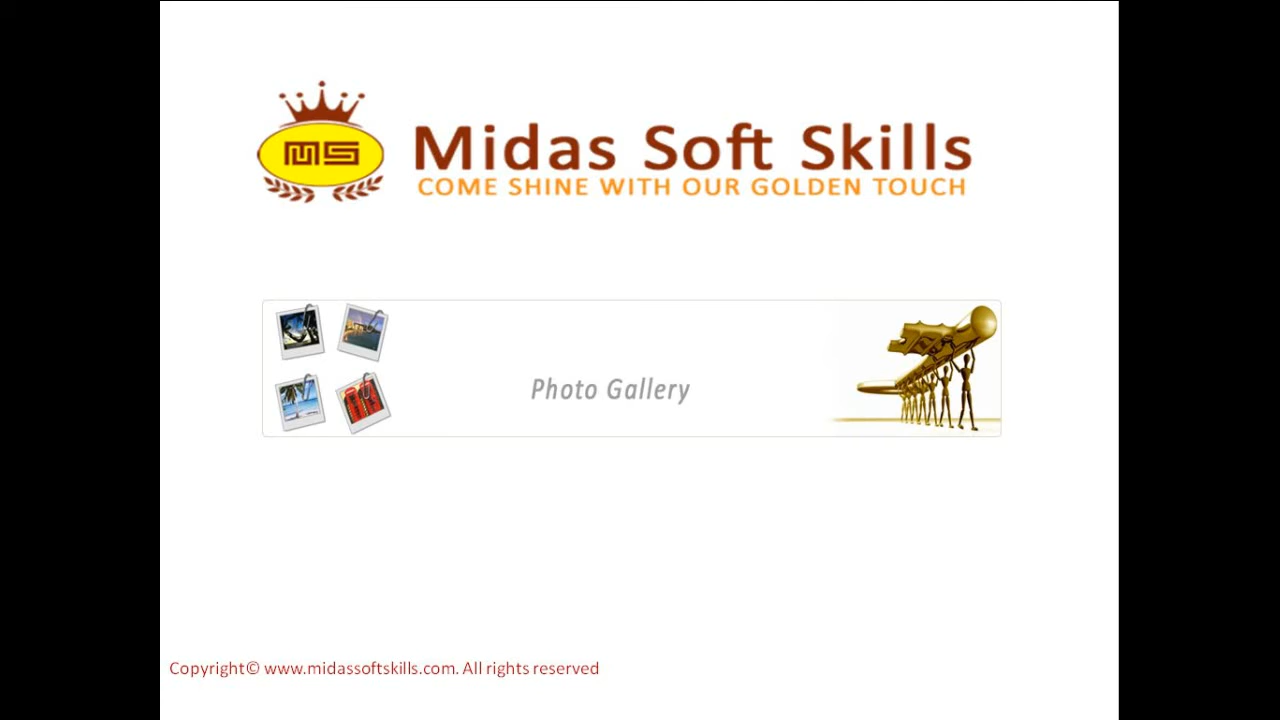 MS
Midas Soft Skills
COME SHINE WITH OUR GOLDEN TOUCH
Photo Gallery
Copyright© www.midassoftskills.com. All rights reserved